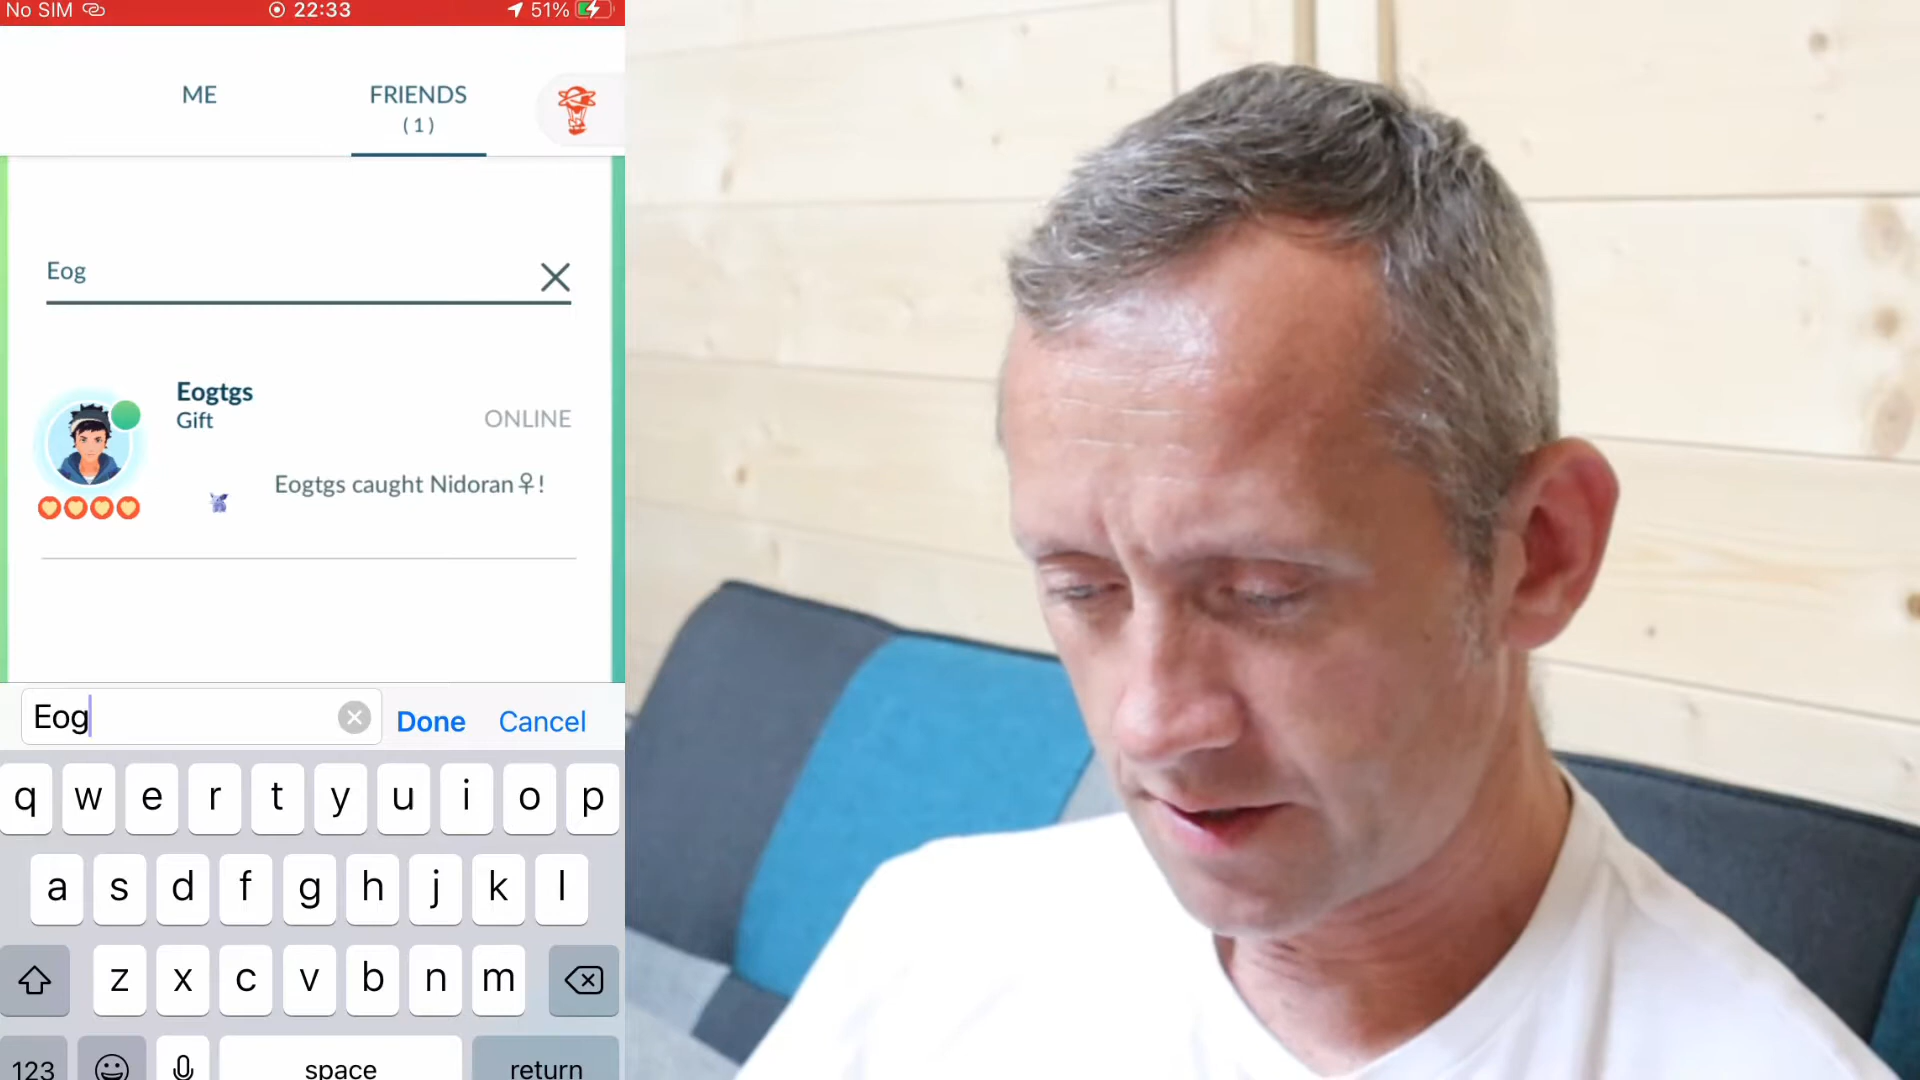 No SIM 22:33 51%
ME FRIENDS
(1)
Eog
Eogtgs
Gift
ONLINE
Eogtgs caught Nidoran♀!
Eog Done Cancel
q w e r t y u i o p
a s d f g h j k l
z x c v b n m
123 space return